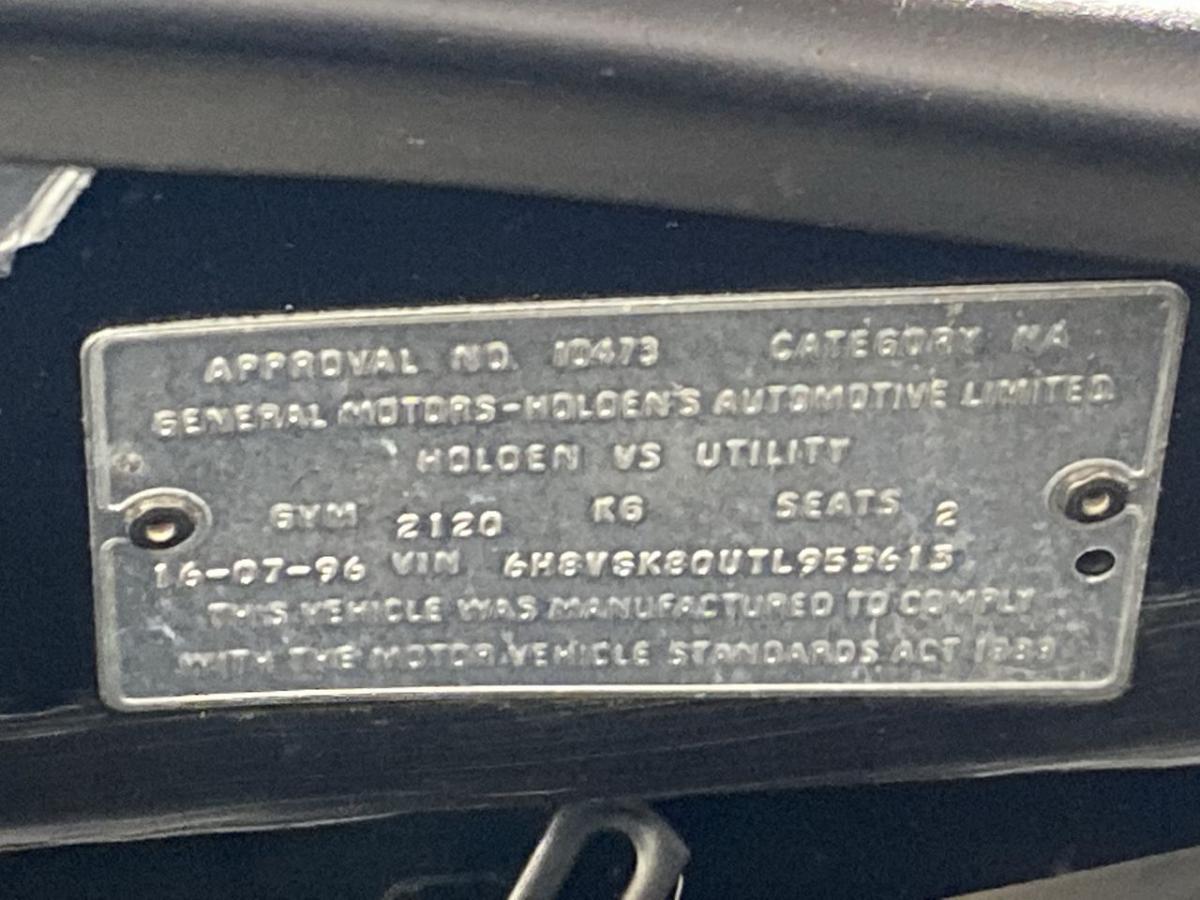 APPROVAL NO. 10473 CATEGORY NA
GENERAL MOTORS-HOLDEN'S AUTOMOTIVE LIMITED
HOLDEN VS UTILITY
GVM 2120 KG SEATS 2
16-07-96 VIN 6H8VSK80UTL953613
THIS VEHICLE WAS MANUFACTURED TO COMPLY
WITH THE MOTOR VEHICLE STANDARDS ACT 1989